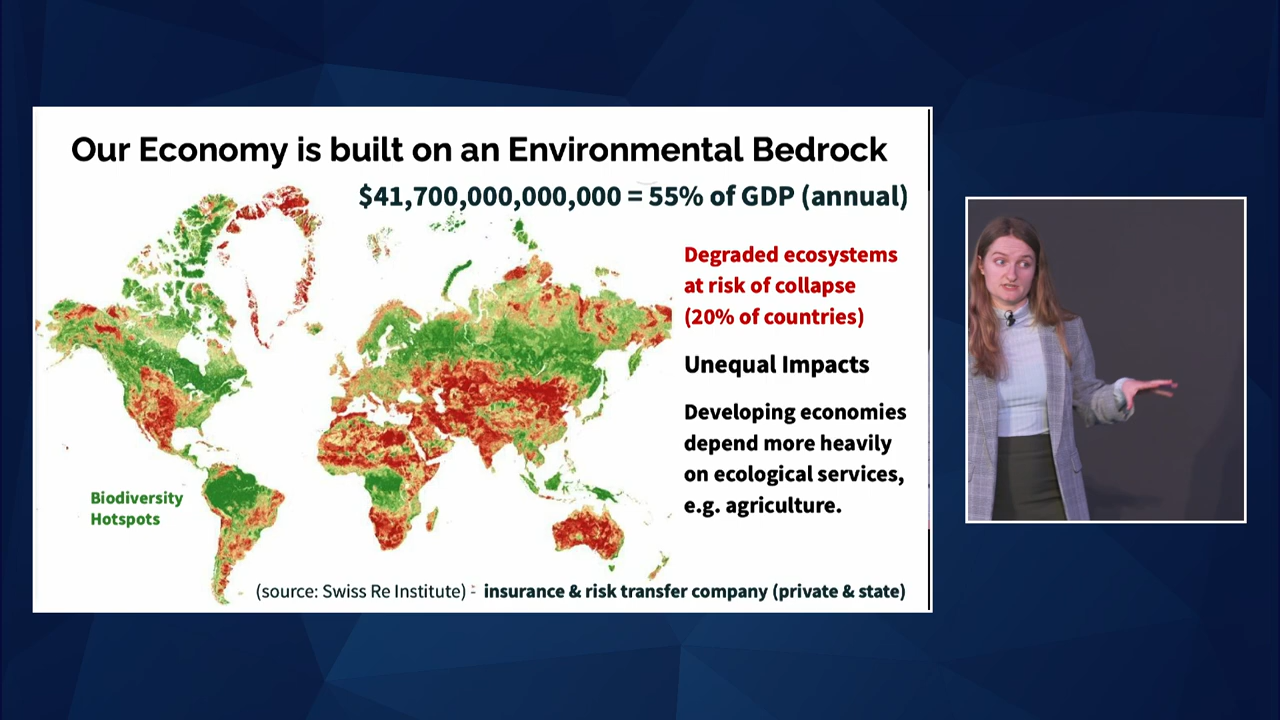 Our Economy is built on an Environmental Bedrock
$41,700,000,000,000 = 55% of GDP (annual)
Degraded ecosystems
at risk of collapse
(20% of countries)
Unequal Impacts
Developing economies
depend more heavily
on ecological services,
e.g. agriculture.
Biodiversity
Hotspots
(source: Swiss Re Institute) - insurance & risk transfer company (private & state)